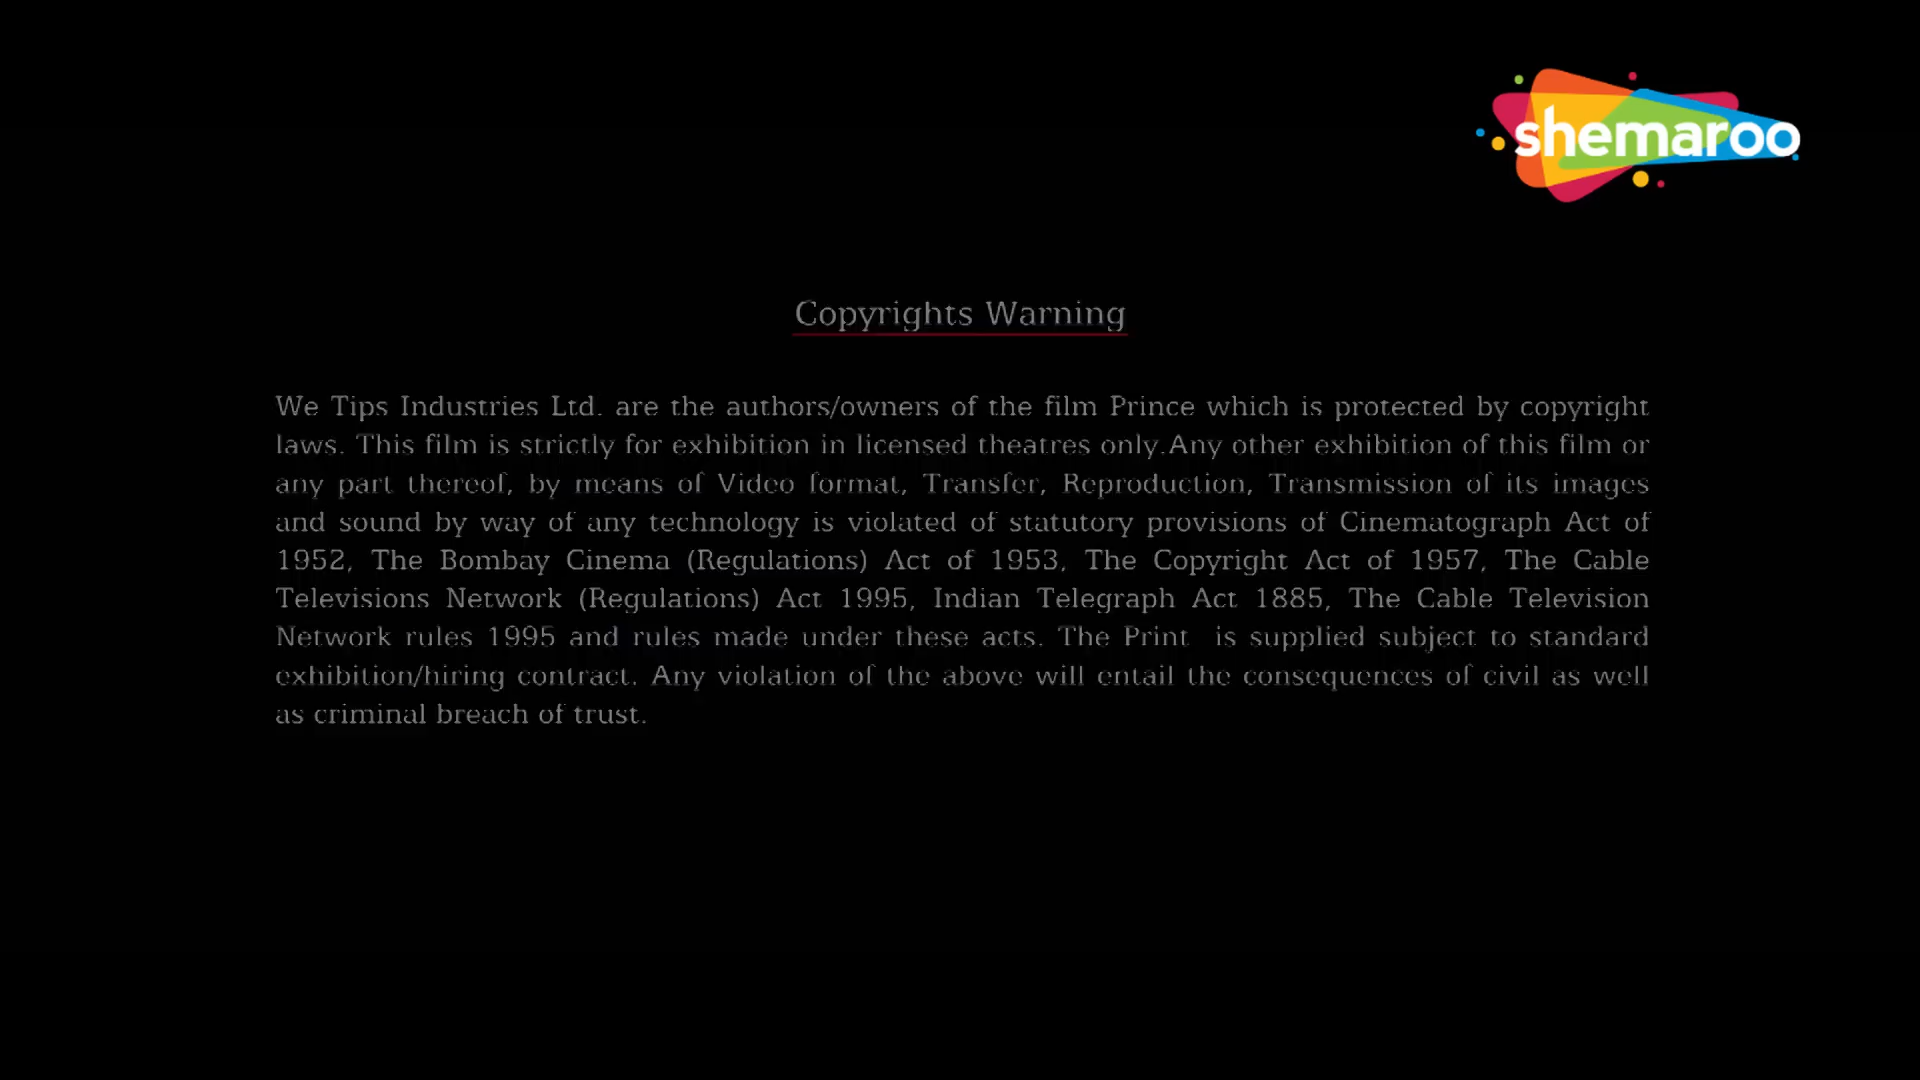 shemaroo
Copyrights Warning
We Tips Industries Ltd. are the authors/owners of the film Prince which is protected by copyright
laws. This film is strictly for exhibition in licensed theatres only.Any other exhibition of this film or
any part thereof, by means of Video format, Transfer, Reproduction, Transmission of its images
and sound by way of any technology is violated of statutory provisions of Cinematograph Act of
1952, The Bombay Cinema (Regulations) Act of 1953, The Copyright Act of 1957, The Cable
Televisions Network (Regulations) Act 1995, Indian Telegraph Act 1885, The Cable Television
Network rules 1995 and rules made under these acts. The Print is supplied subject to standard
exhibition/hiring contract. Any violation of the above will entail the consequences of civil as well
as criminal breach of trust.